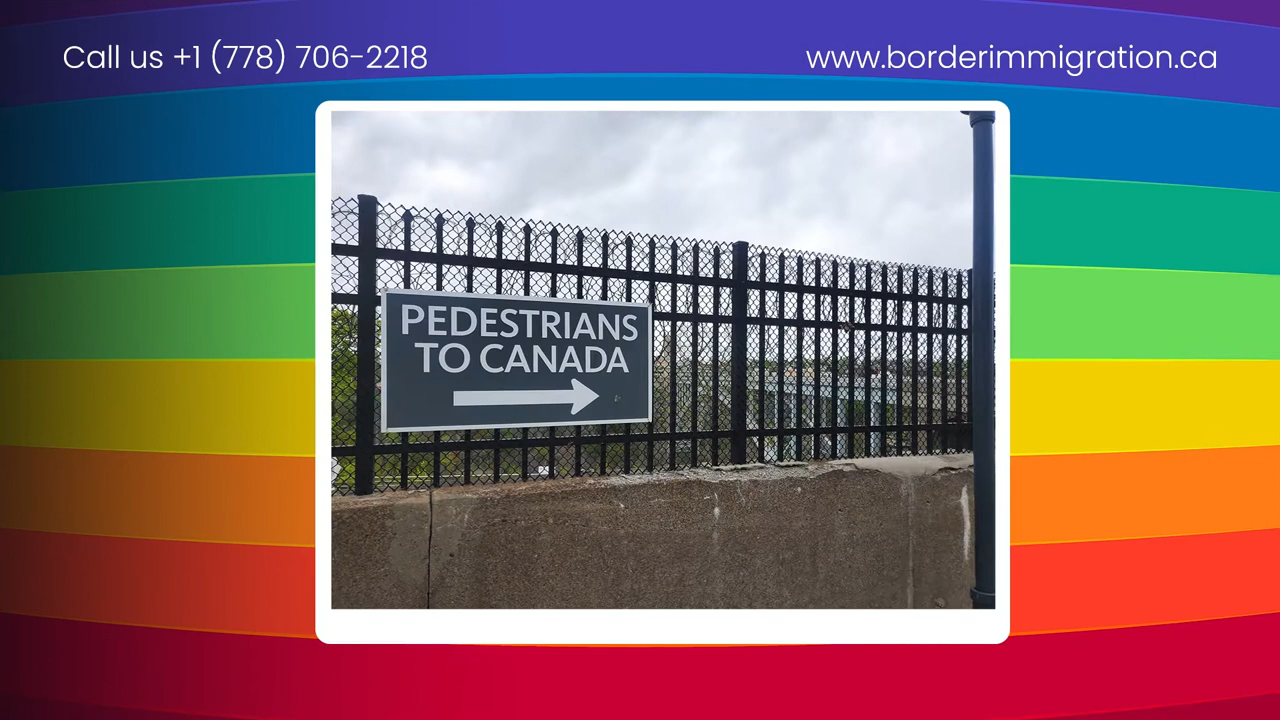 Call us +1 (778) 706-2218
www.borderimmigration.ca
PEDESTRIANS
TO CANADA